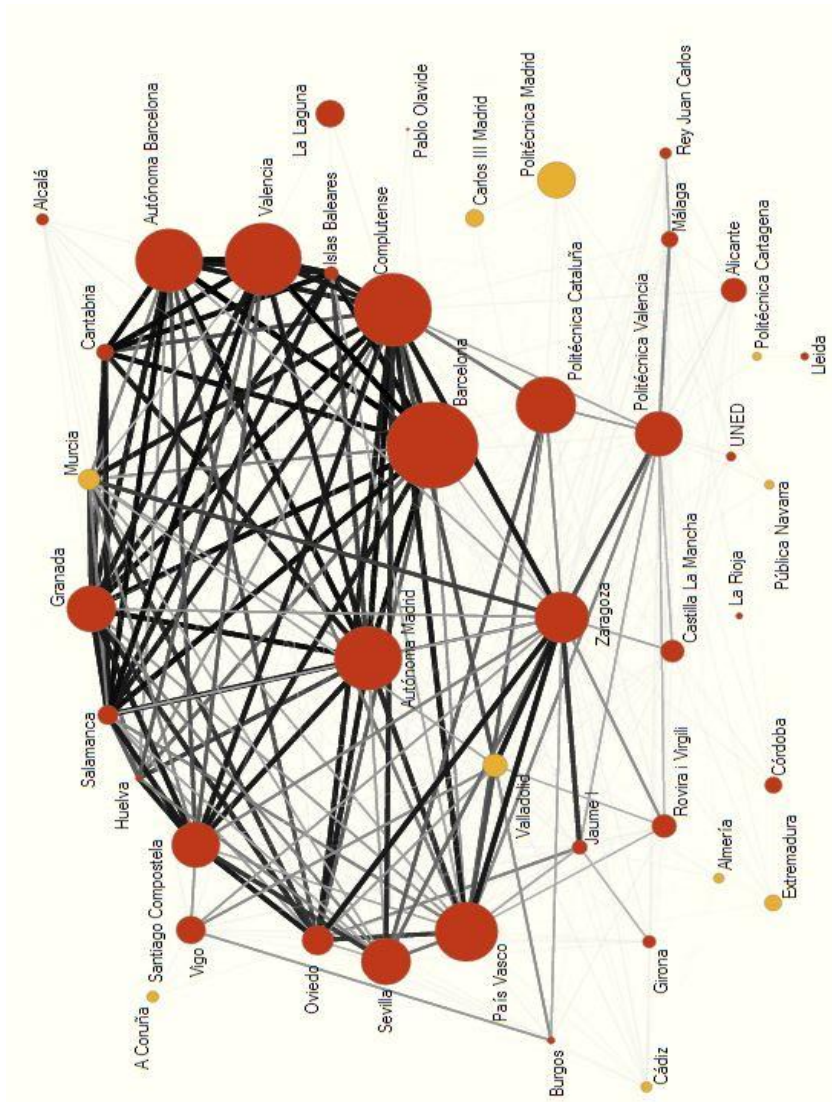 Alcalá
Autónoma Barcelona
Valencia
La Laguna
Islas Baleares
Pablo Olavide
Complutense
Carlos III Madrid
Politécnica Madrid
Rey Juan Carlos
Málaga
Alicante
Politécnica Cartagena
Lleida
Cantabria
Murcia
Barcelona
Politécnica Cataluña
Politécnica Valencia
UNED
Pública Navarra
Granada
Autónoma Madrid
Zaragoza
Castilla La Mancha
La Rioja
Salamanca
Huelva
Valladolid
Jaume I
Rovira i Virgili
Córdoba
Almería
Extremadura
Santiago Compostela
Vigo
A Coruña
Oviedo
Sevilla
País Vasco
Girona
Burgos
Cádiz